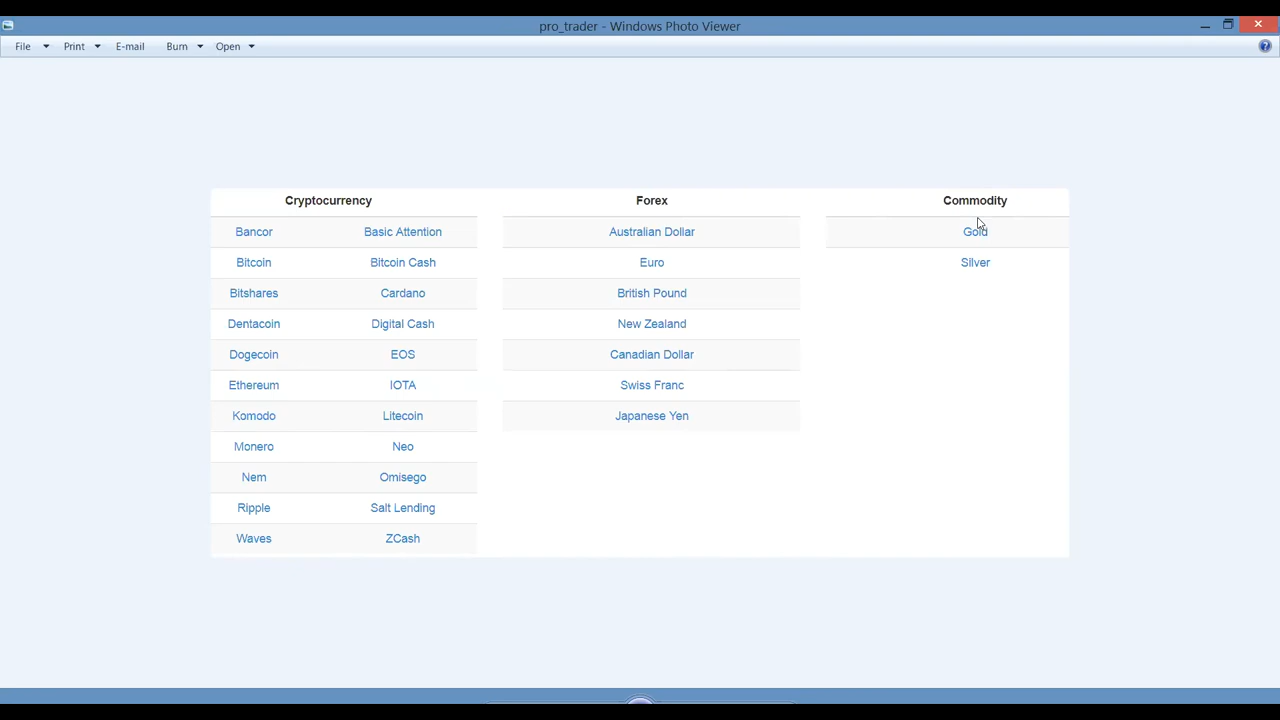 pro_trader - Windows Photo Viewer
File Print E-mail Burn Open
Cryptocurrency Forex Commodity
Bancor Basic Attention Australian Dollar Gold
Bitcoin Bitcoin Cash Euro Silver
Bitshares Cardano British Pound
Dentacoin Digital Cash New Zealand
Dogecoin EOS Canadian Dollar
Ethereum IOTA Swiss Franc
Komodo Litecoin Japanese Yen
Monero Neo
Nem Omisego
Ripple Salt Lending
Waves ZCash